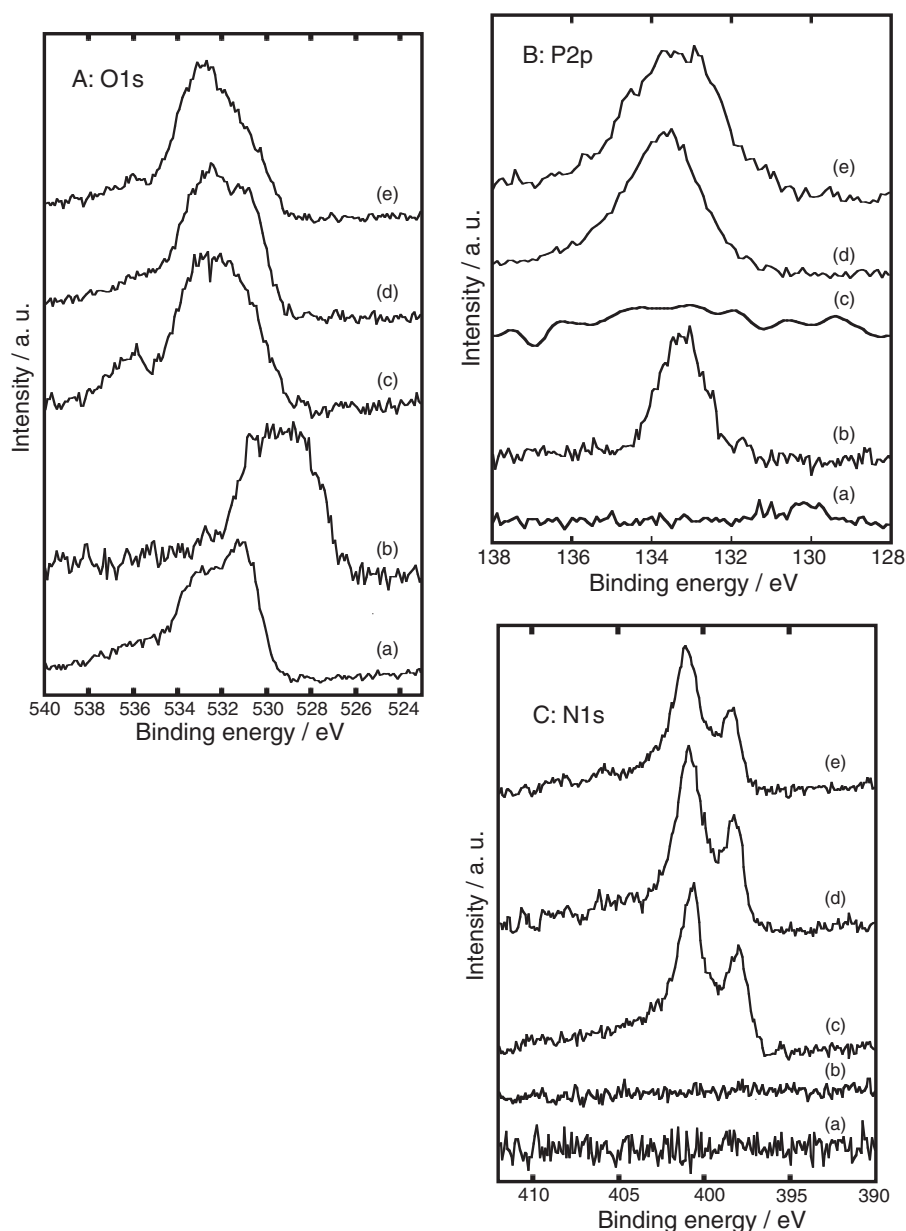 A: O1s
(e)
(d)
(c)
(b)
(a)
Intensity / a. u.
540 538 536 534 532 530 528 526 524
Binding energy / eV
B: P2p
(e)
(d)
(c)
(b)
(a)
Intensity / a. u.
138 136 134 132 130 128
Binding energy / eV
C: N1s
(e)
(d)
(c)
(b)
(a)
Intensity / a. u.
410 405 400 395 390
Binding energy / eV